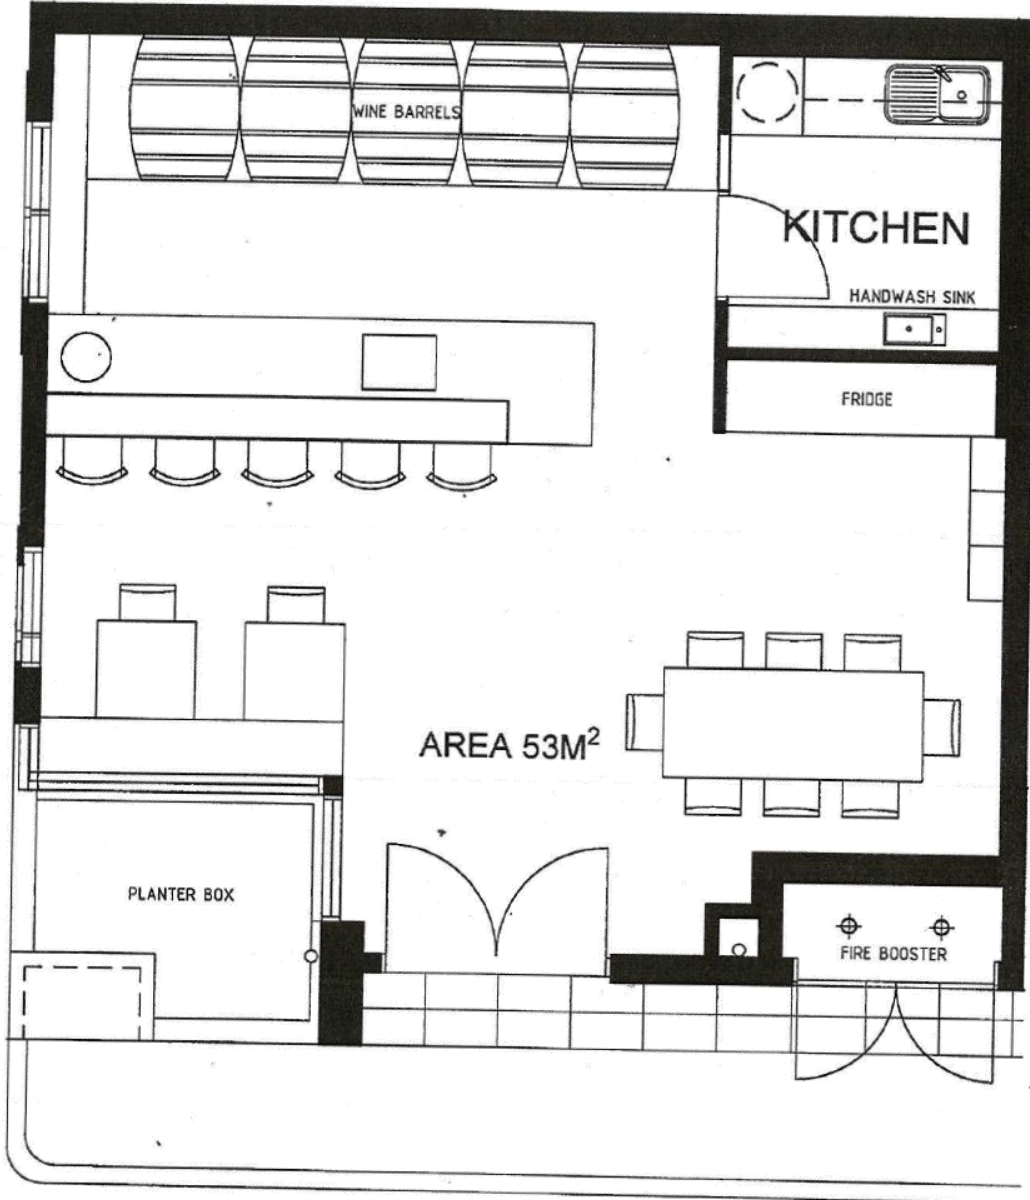 WINE BARRELS
KITCHEN
HANDWASH SINK
FRIDGE
AREA 53M²
PLANTER BOX
FIRE BOOSTER